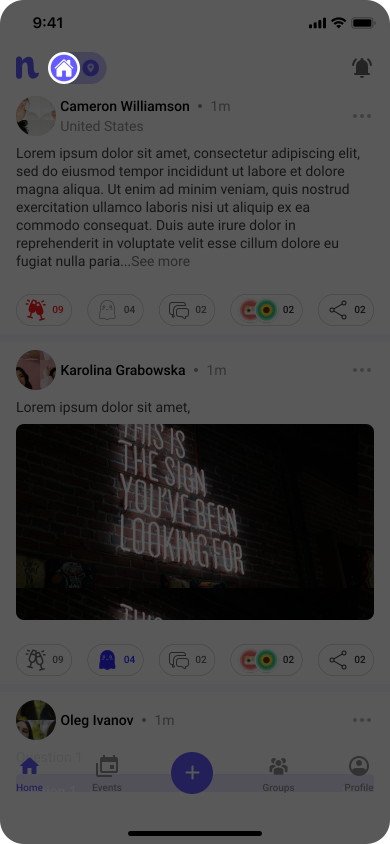 9:41
n
Cameron Williamson • 1m
United States
Lorem ipsum dolor sit amet, consectetur adipiscing elit,
sed do eiusmod tempor incididunt ut labore et dolore
magna aliqua. Ut enim ad minim veniam, quis nostrud
exercitation ullamco laboris nisi ut aliquip ex ea
commodo consequat. Duis aute irure dolor in
reprehenderit in voluptate velit esse cillum dolore eu
fugiat nulla paria...See more
09 04 02 02 02
Karolina Grabowska • 1m
Lorem ipsum dolor sit amet,
THIS IS
THE SIGN
YOU'VE BEEN
LOOKING FOR
THIS
09 04 02 02 02
Oleg Ivanov • 1m
Question 1
Home Events Groups Profile